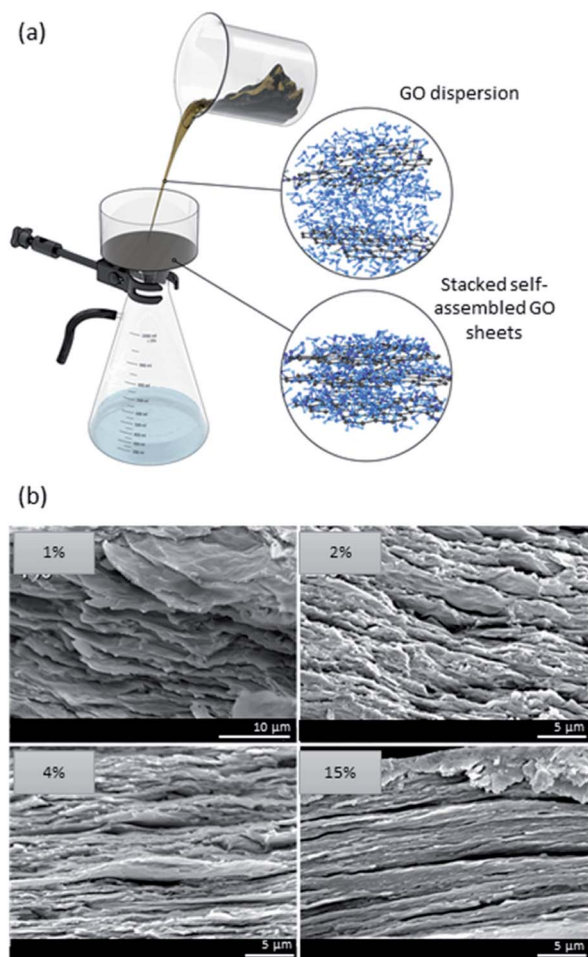 (a)
GO dispersion
Stacked self-
assembled GO
sheets
(b)
1%
2%
10 µm
5 µm
4%
15%
5 µm
5 µm